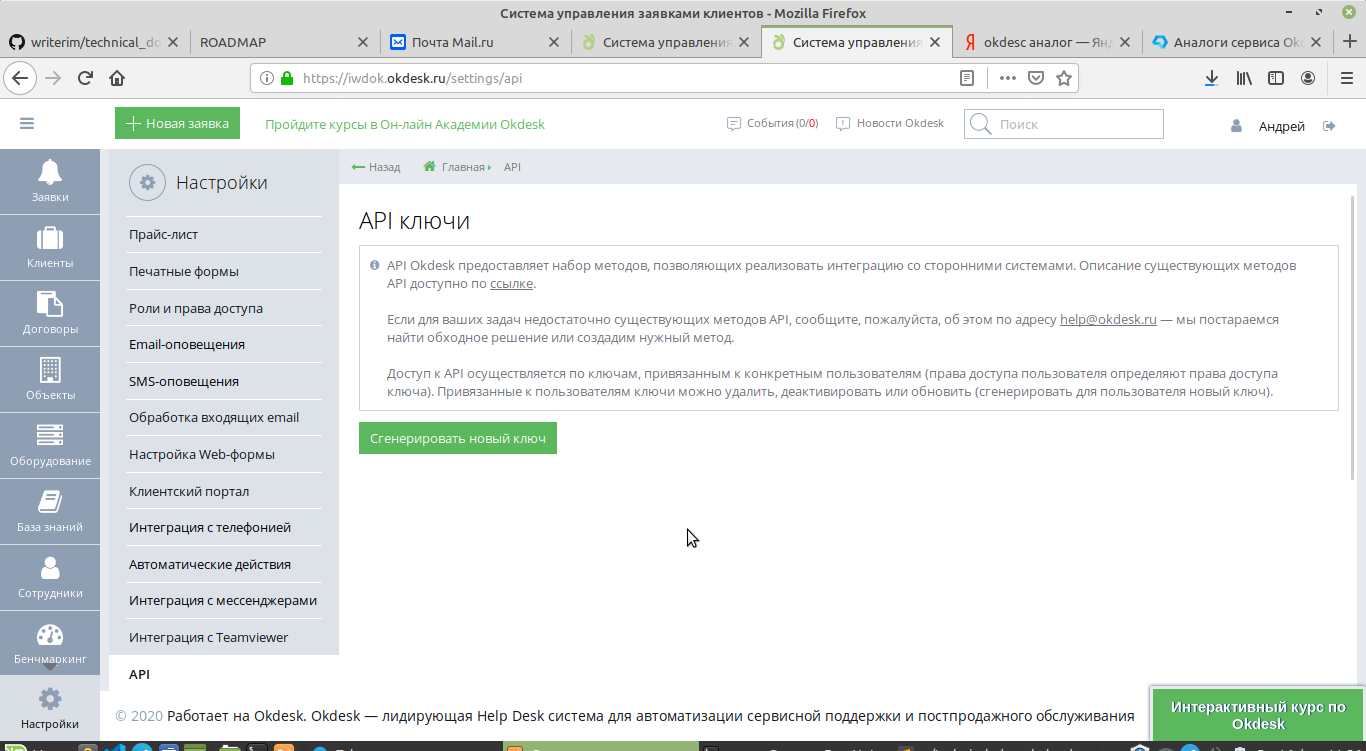 Система управления заявками клиентов - Mozilla Firefox
writerim/technical_do
ROADMAP
Почта Mail.ru
Система управления
Система управления
okdesc аналог — Ян
Аналоги сервиса Ok
https://iwdok.okdesk.ru/settings/api
Новая заявка
Пройдите курсы в Он-лайн Академии Okdesk
События (0/0)
Новости Okdesk
Поиск
Андрей
Заявки
Клиенты
Договоры
Объекты
Оборудование
База знаний
Сотрудники
Бенчмаркинг
Настройки
Настройки
Прайс-лист
Печатные формы
Роли и права доступа
Email-оповещения
SMS-оповещения
Обработка входящих email
Настройка Web-формы
Клиентский портал
Интеграция с телефонией
Автоматические действия
Интеграция с мессенджерами
Интеграция с Teamviewer
API
Назад
Главная
API
API ключи
API Okdesk предоставляет набор методов, позволяющих реализовать интеграцию со сторонними системами. Описание существующих методов
API доступно по ссылке.
Если для ваших задач недостаточно существующих методов API, сообщите, пожалуйста, об этом по адресу help@okdesk.ru — мы постараемся
найти обходное решение или создадим нужный метод.
Доступ к API осуществляется по ключам, привязанным к конкретным пользователям (права доступа пользователя определяют права доступа
ключа). Привязанные к пользователям ключи можно удалить, деактивировать или обновить (сгенерировать для пользователя новый ключ).
Сгенерировать новый ключ
© 2020 Работает на Okdesk. Okdesk — лидирующая Help Desk система для автоматизации сервисной поддержки и постпродажного обслуживания
Интерактивный курс по
Okdesk